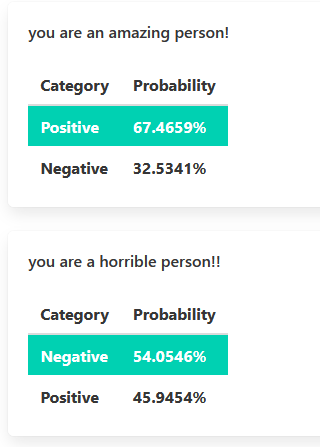 you are an amazing person!
Category Probability
Positive 67.4659%
Negative 32.5341%
you are a horrible person!!
Category Probability
Negative 54.0546%
Positive 45.9454%